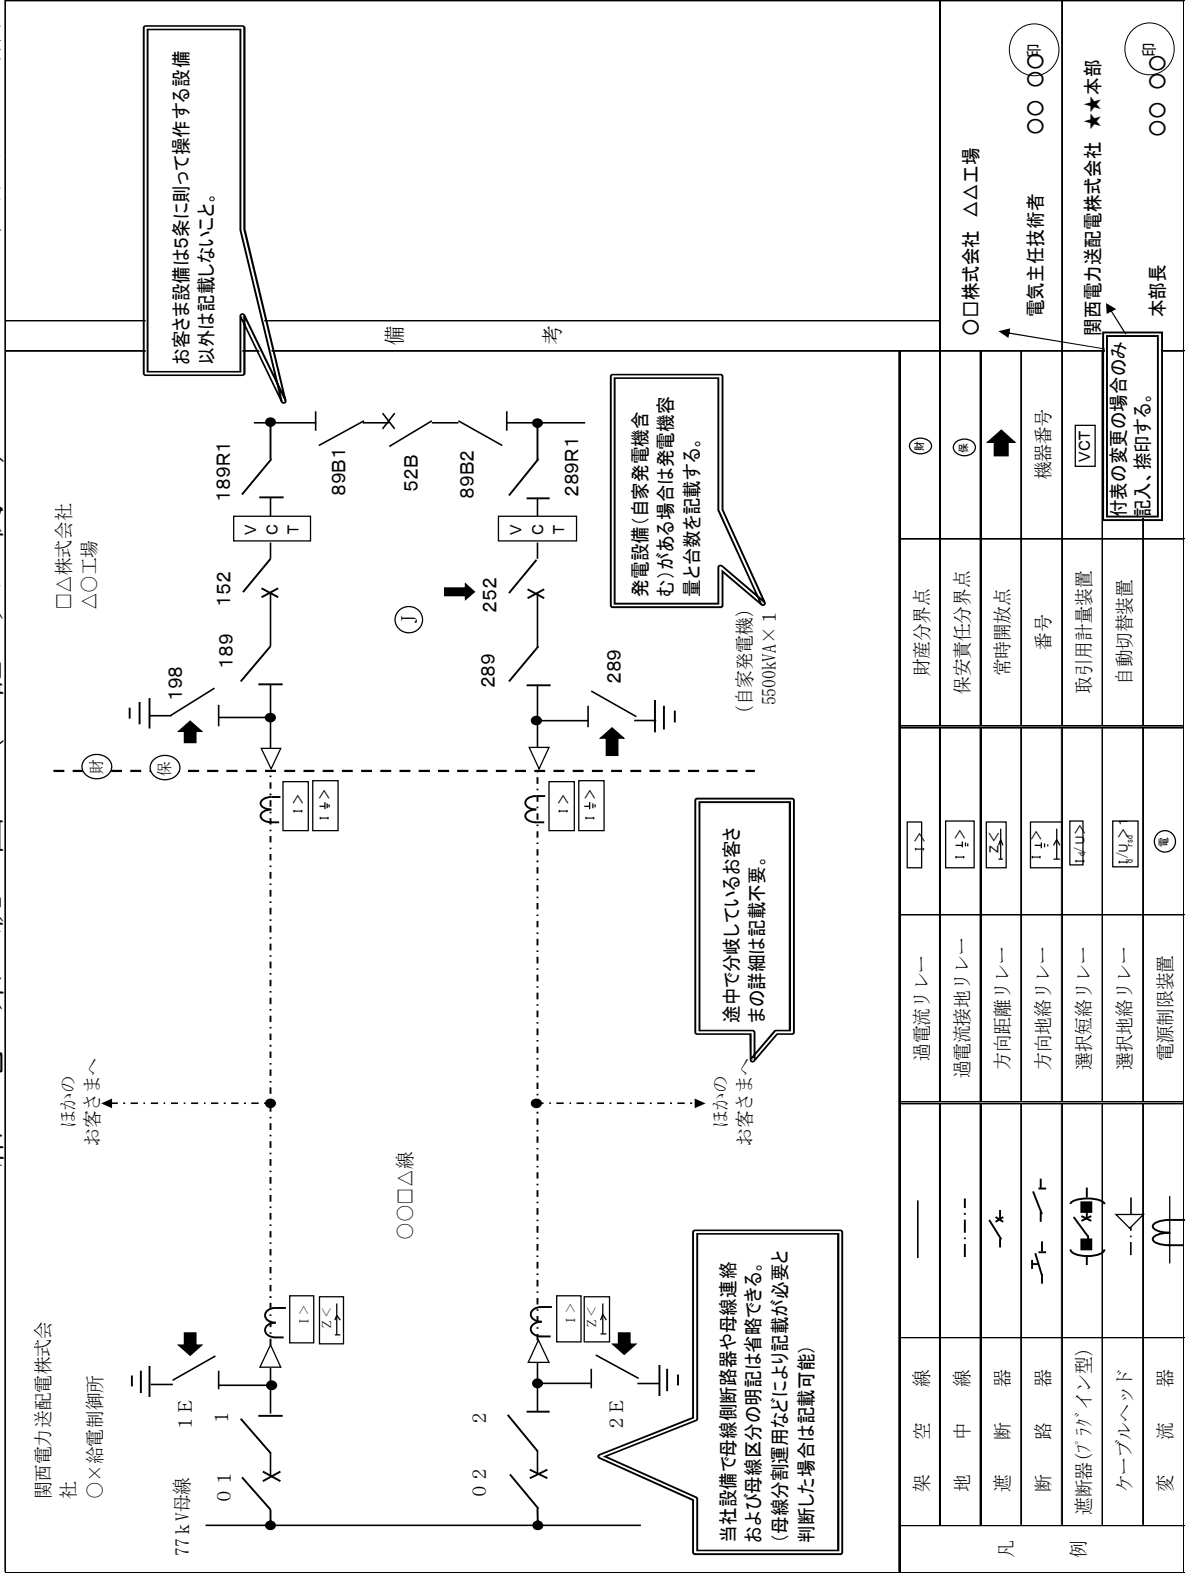 関西電力送配電株式会
社
○×給電制御所
77kV母線
01
1
1E
02
2
2E
I>
Z<
I>
Z<
当社設備で母線側断路器や母線連絡
および母線区分の明記は省略できる。
(母線分割運用などにより記載が必要と
判断した場合は記載可能)
ほかの
お客さまへ
○○□△線
ほかの
お客さまへ
途中で分岐しているお客さ
まの詳細は記載不要。
財
保
I>
I>
I>
I>
□△株式会社
△○工場
198
189
152
VCT
189R1
89B1
52B
89B2
289R1
VCT
252
289
289
J
(自家発電機)
5500kVA×1
発電設備(自家発電機含
む)がある場合は発電機容
量と台数を記載する。
お客さま設備は5条に則って操作する設備
以外は記載しないこと。
備考
凡例
架空線
過電流リレー
I>
財産分界点
財
地中線
過電流接地リレー
I>
保安責任分界点
保
遮断器
方向距離リレー
Z<
常時開放点
断路器
方向地絡リレー
I>
番号
機器番号
遮断器(プラグイン型)
選択短絡リレー
取引用計量装置
VCT
ケーブルヘッド
選択地絡リレー
自動切替装置
変流器
電源制限装置
電
付表の変更の場合のみ
記入、捺印する。
○□株式会社 △△工場
電気主任技術者 ○○ ○○ 印
関西電力送配電株式会社 ★★本部
本部長 ○○ ○○ 印